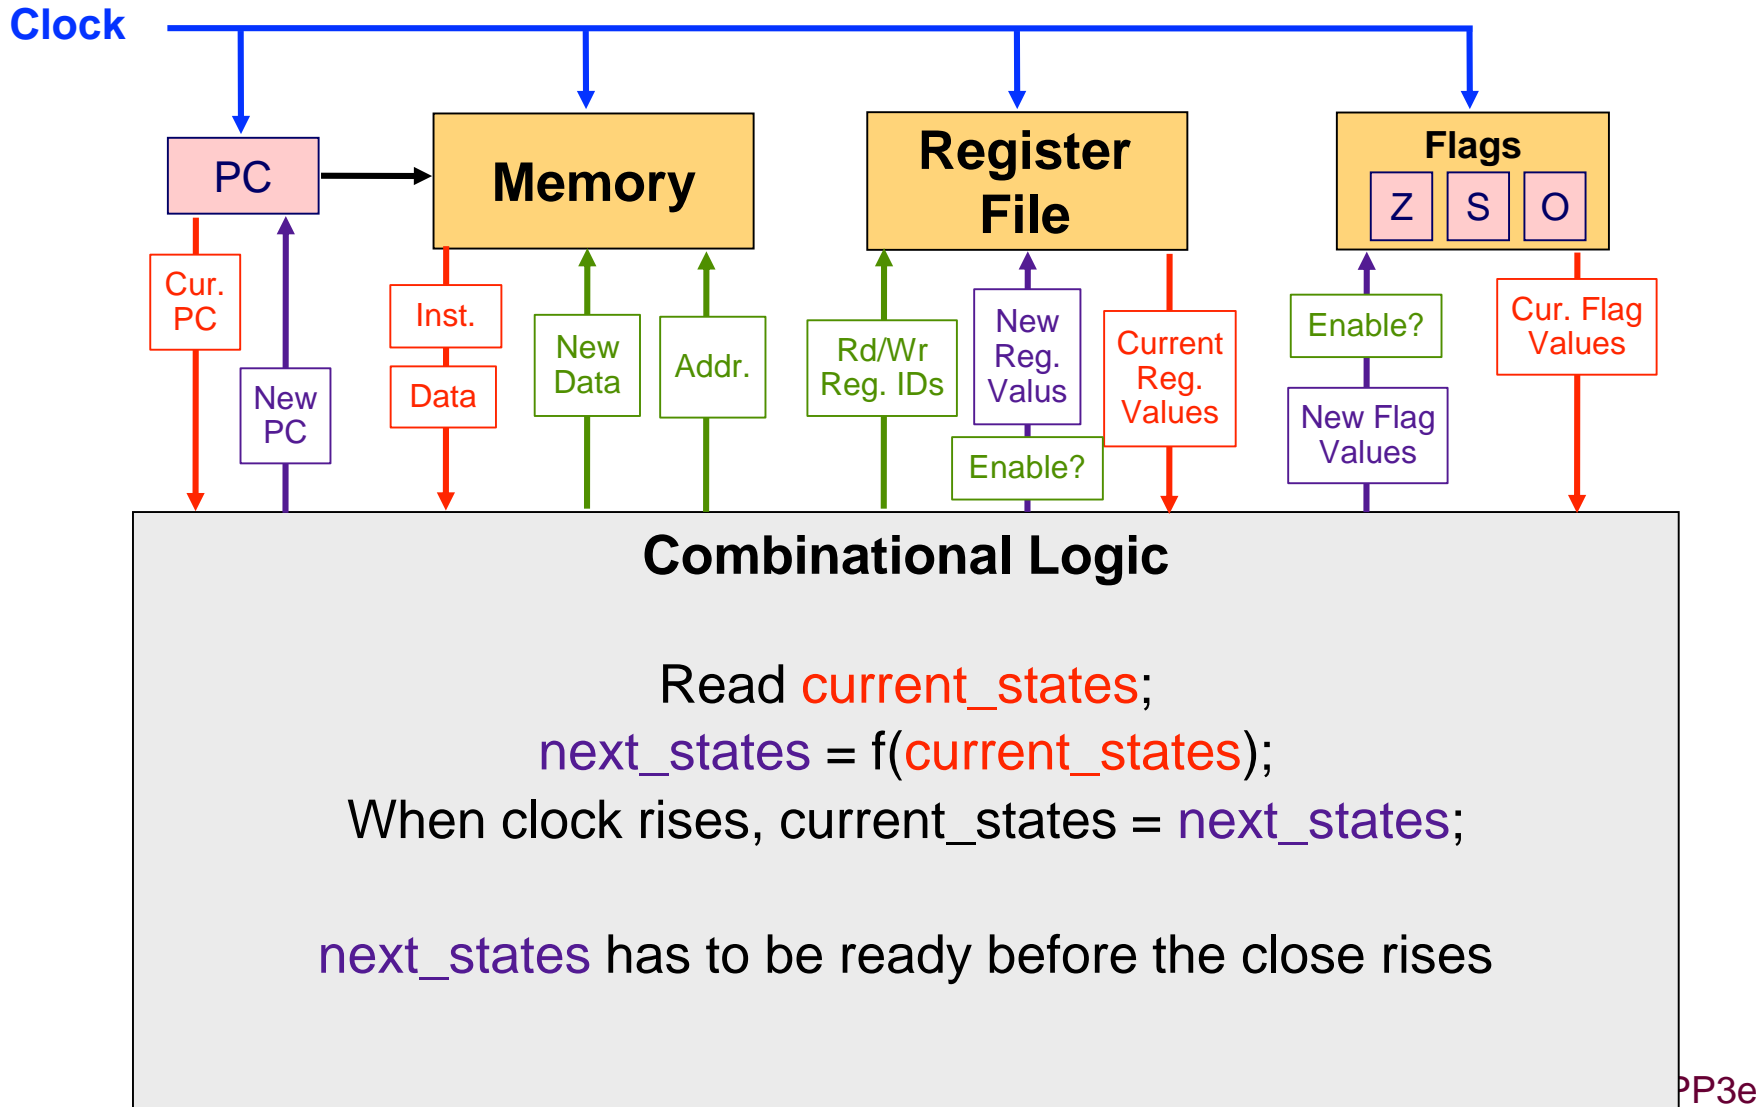 Clock
PC
Memory
Register
File
Flags
Z S O
Cur.
PC
New
PC
Inst.
Data
New
Data
Addr.
Rd/Wr
Reg. IDs
New
Reg.
Valus
Enable?
Current
Reg.
Values
Enable?
New Flag
Values
Cur. Flag
Values
Combinational Logic
Read current_states;
next_states = f(current_states);
When clock rises, current_states = next_states;
next_states has to be ready before the close rises
PP3e